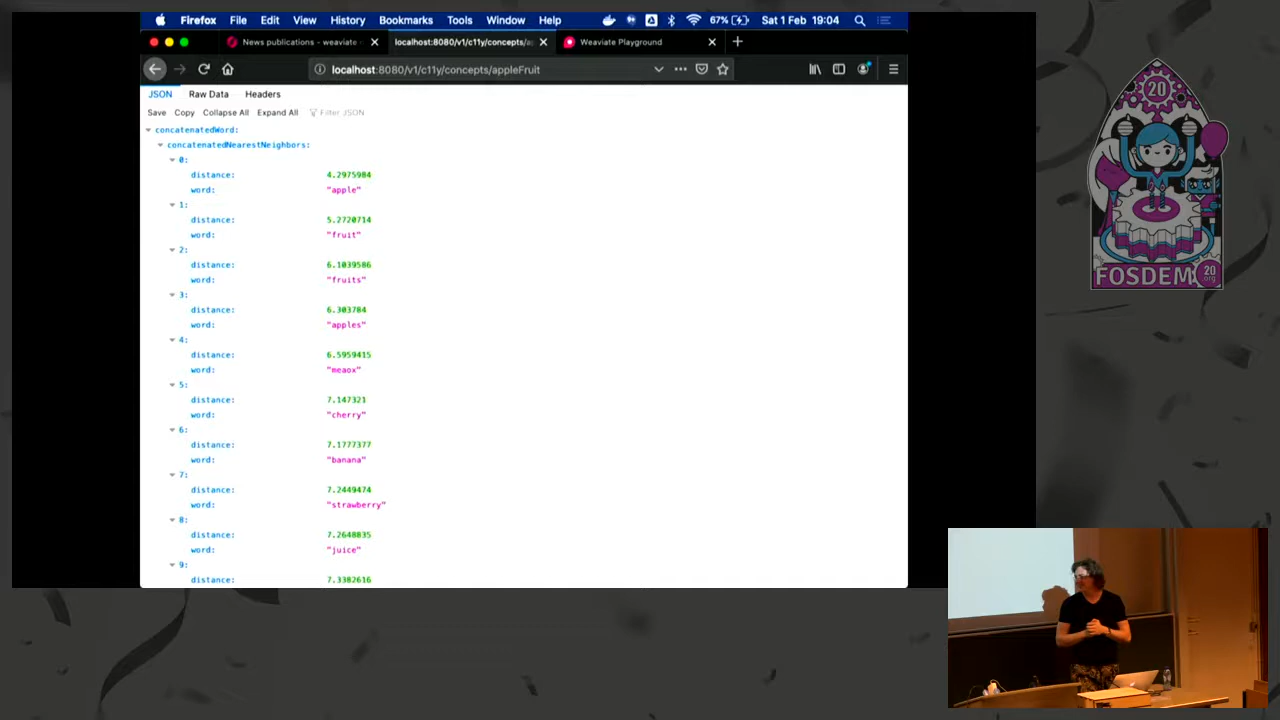 Firefox File Edit View History Bookmarks Tools Window Help 67% Sat 1 Feb 19:04
News publications - weaviate localhost:8080/v1/c11y/concepts/a Weaviate Playground
localhost:8080/v1/c11y/concepts/appleFruit
JSON Raw Data Headers
Save Copy Collapse All Expand All Filter JSON
concatenatedWord:
concatenatedNearestNeighbors:
0:
distance: 4.2975984
word: "apple"
1:
distance: 5.2720714
word: "fruit"
2:
distance: 6.1039586
word: "fruits"
3:
distance: 6.303784
word: "apples"
4:
distance: 6.5959415
word: "meaox"
5:
distance: 7.147321
word: "cherry"
6:
distance: 7.1777377
word: "banana"
7:
distance: 7.2449474
word: "strawberry"
8:
distance: 7.2648835
word: "juice"
9:
distance: 7.3382616
20
FOSDEM 20
.org